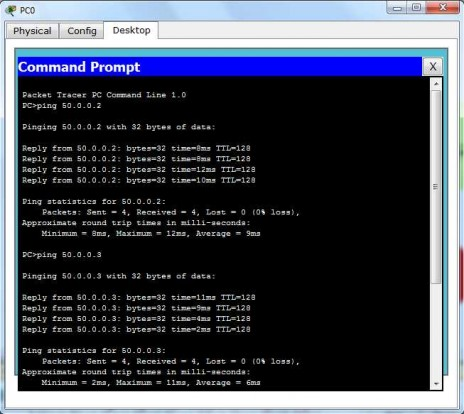 PC0
Physical Config Desktop
Command Prompt X
Packet Tracer PC Command Line 1.0
PC>ping 50.0.0.2
Pinging 50.0.0.2 with 32 bytes of data:
Reply from 50.0.0.2: bytes=32 time=8ms TTL=128
Reply from 50.0.0.2: bytes=32 time=8ms TTL=128
Reply from 50.0.0.2: bytes=32 time=12ms TTL=128
Reply from 50.0.0.2: bytes=32 time=10ms TTL=128
Ping statistics for 50.0.0.2:
Packets: Sent = 4, Received = 4, Lost = 0 (0% loss),
Approximate round trip times in milli-seconds:
Minimum = 8ms, Maximum = 12ms, Average = 9ms
PC>ping 50.0.0.3
Pinging 50.0.0.3 with 32 bytes of data:
Reply from 50.0.0.3: bytes=32 time=11ms TTL=128
Reply from 50.0.0.3: bytes=32 time=9ms TTL=128
Reply from 50.0.0.3: bytes=32 time=4ms TTL=128
Reply from 50.0.0.3: bytes=32 time=2ms TTL=128
Ping statistics for 50.0.0.3:
Packets: Sent = 4, Received = 4, Lost = 0 (0% loss),
Approximate round trip times in milli-seconds:
Minimum = 2ms, Maximum = 11ms, Average = 6ms